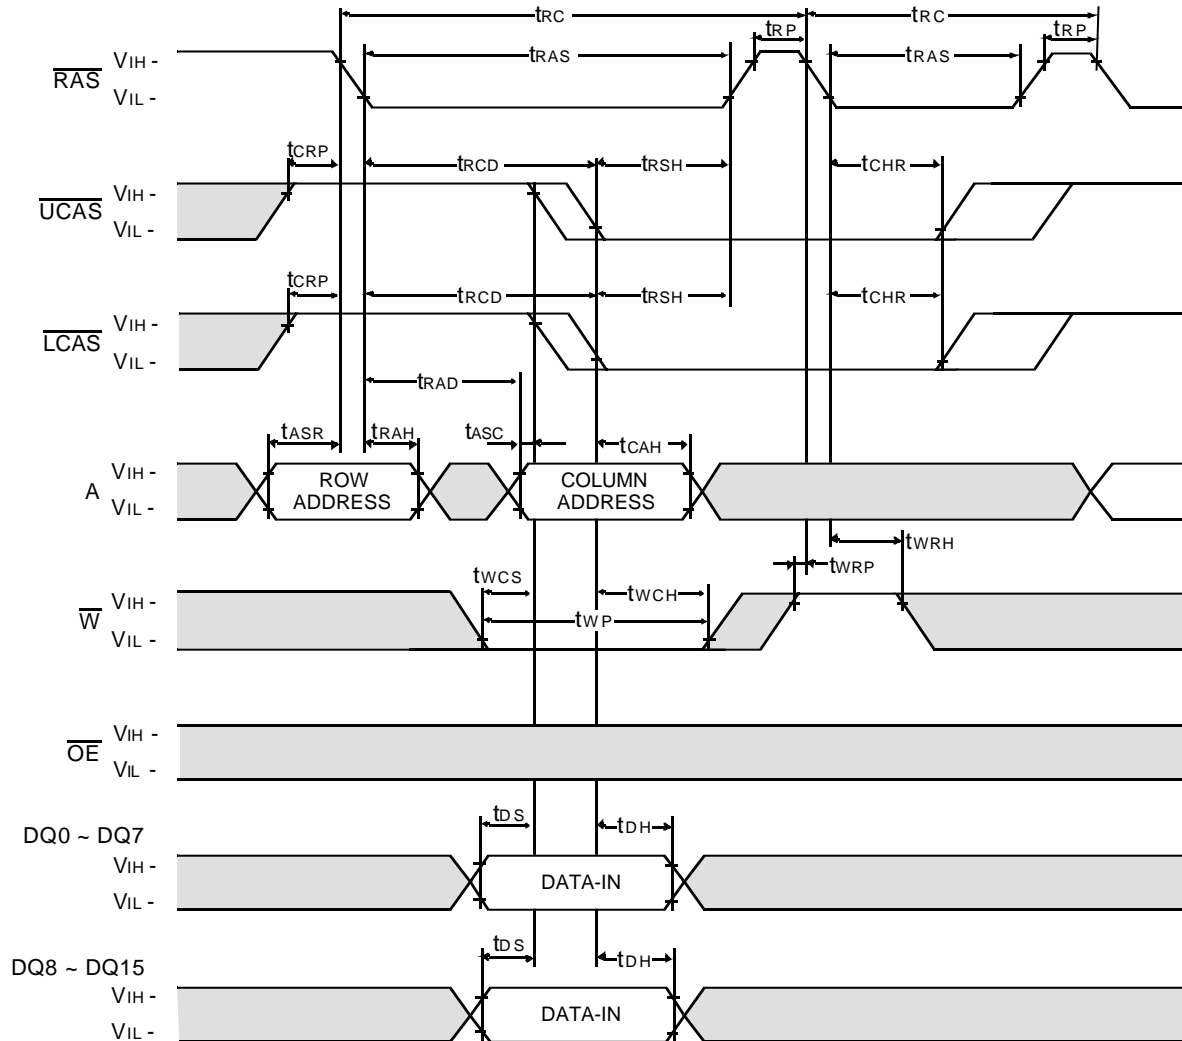 tRC tRC
tRP tRP
tRAS tRAS
RAS VIH -
VIL -
tCRP tRCD tRSH tCHR
UCAS VIH -
VIL -
tCRP tRCD tRSH tCHR
LCAS VIH -
VIL -
tRAD
tASR tRAH tASC tCAH
A VIH -
VIL -
ROW ADDRESS
COLUMN ADDRESS
tWRH
tWRP
tWCS tWCH
tWP
W VIH -
VIL -
OE VIH -
VIL -
tDS tDH
DQ0 ~ DQ7
VIH -
VIL -
DATA-IN
tDS tDH
DQ8 ~ DQ15
VIH -
VIL -
DATA-IN